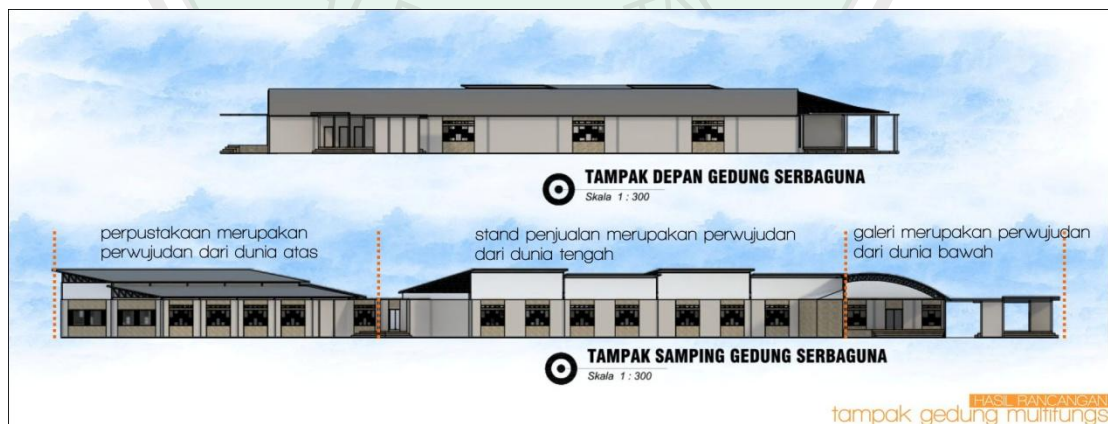 TAMPAK DEPAN GEDUNG SERBAGUNA
Skala 1 : 300
perpustakaan merupakan
perwujudan dari dunia atas
stand penjualan merupakan perwujudan
dari dunia tengah
galeri merupakan perwujudan
dari dunia bawah
TAMPAK SAMPING GEDUNG SERBAGUNA
Skala 1 : 300
HASIL RANCANGAN
tampak gedung multifungs